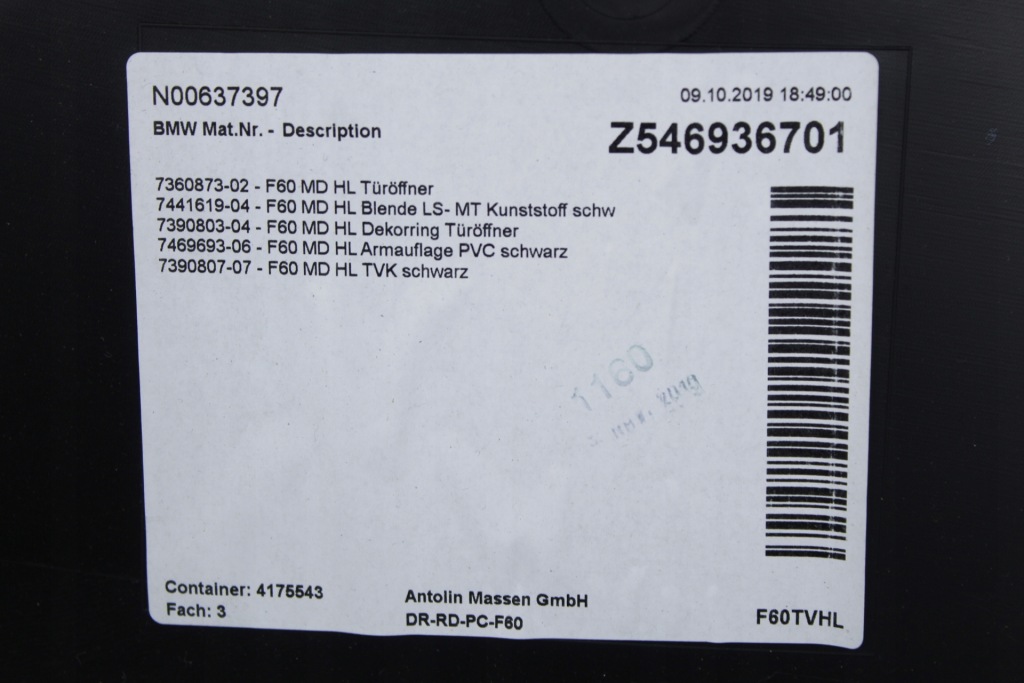 N00637397
09.10.2019 18:49:00
BMW Mat.Nr. - Description
Z546936701
7360873-02 - F60 MD HL Türöffner
7441619-04 - F60 MD HL Blende LS- MT Kunststoff schw
7390803-04 - F60 MD HL Dekorring Türöffner
7469693-06 - F60 MD HL Armauflage PVC schwarz
7390807-07 - F60 MD HL TVK schwarz
1160
Container: 4175543
Fach: 3
Antolin Massen GmbH
DR-RD-PC-F60
F60TVHL